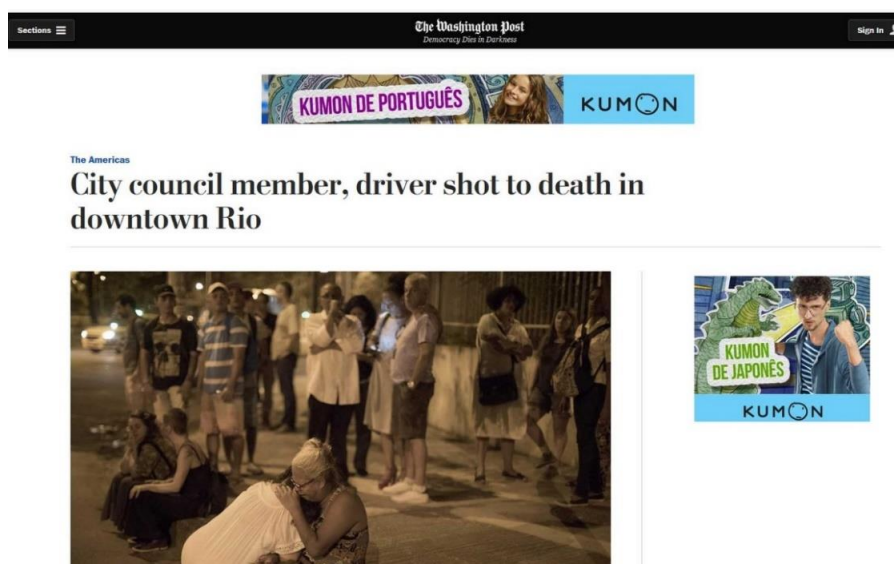 Sections
The Washington Post
Democracy Dies in Darkness
Sign In
KUMON DE PORTUGUÊS
KUMON
The Americas
City council member, driver shot to death in
downtown Rio
KUMON
DE JAPONÊS
KUMON